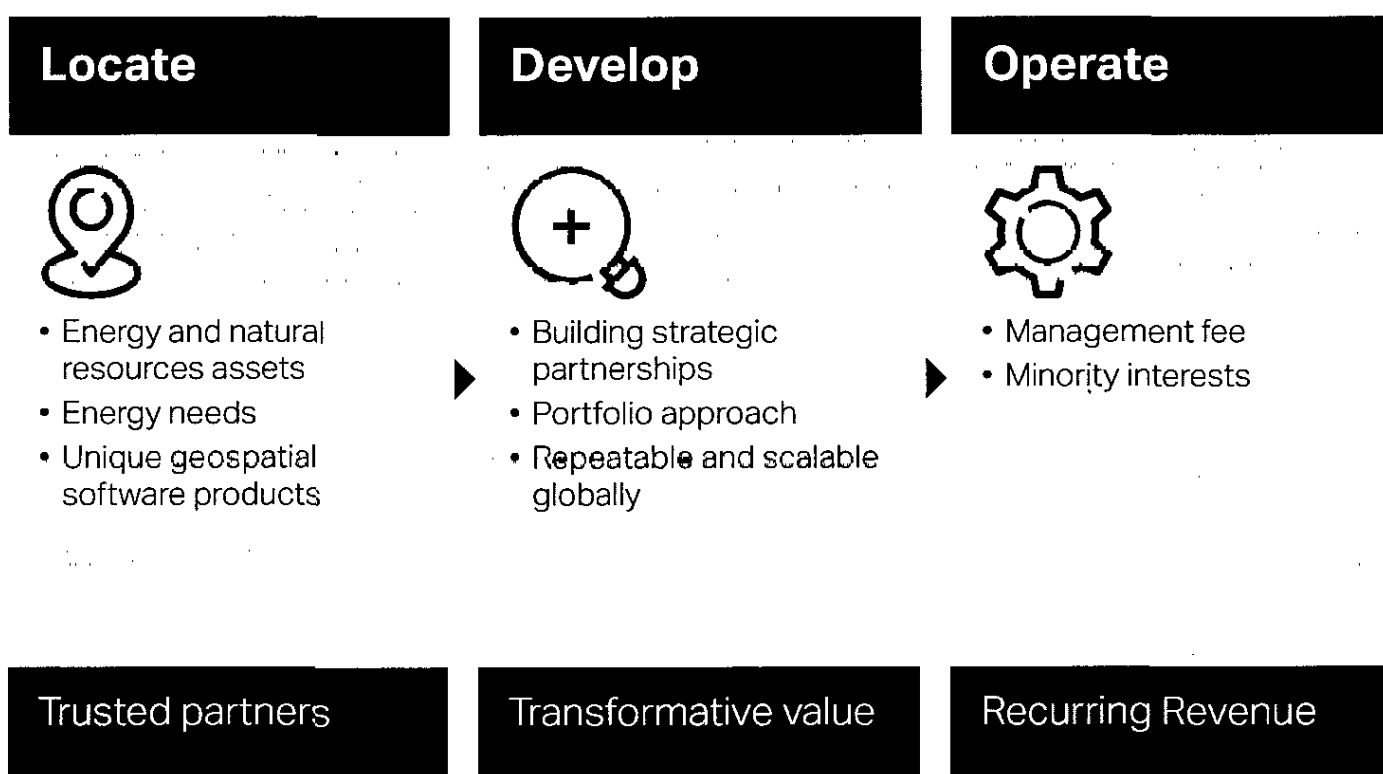 Locate
• Energy and natural
resources assets
• Energy needs
• Unique geospatial
software products
Trusted partners
Develop
• Building strategic
partnerships
• Portfolio approach
• Repeatable and scalable
globally
Transformative value
Operate
• Management fee
• Minority interests
Recurring Revenue